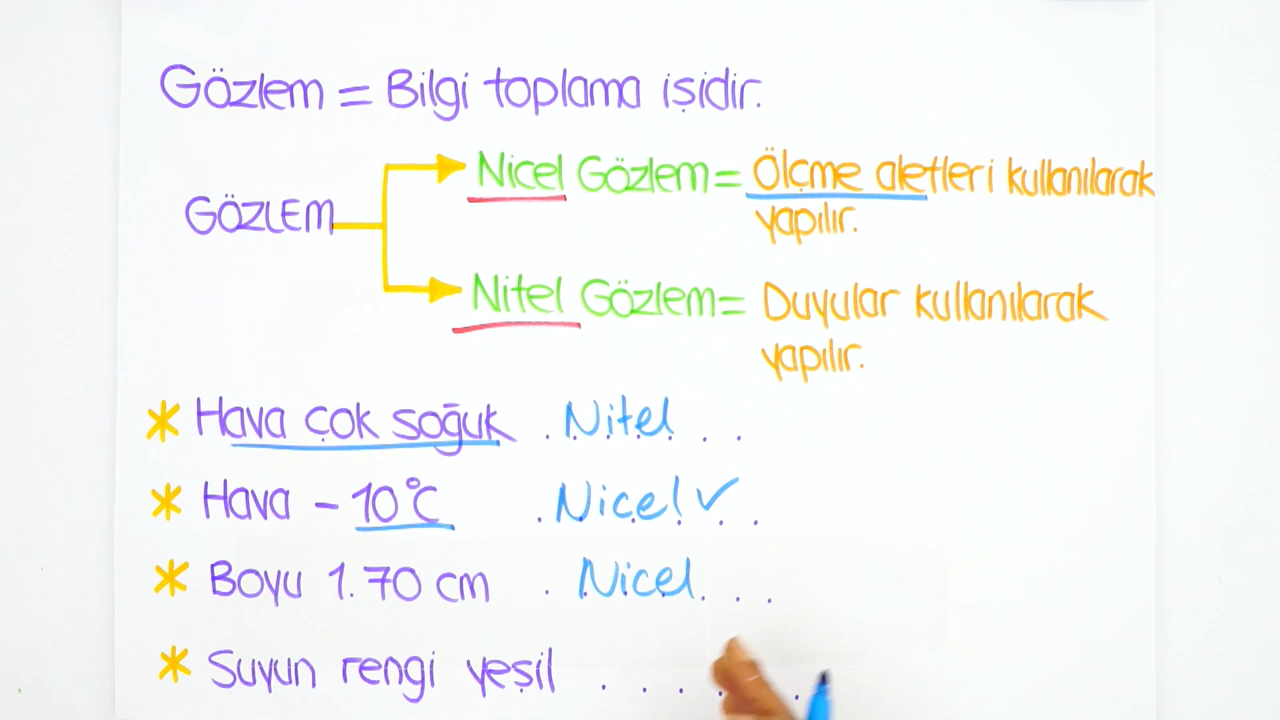 Gözlem = Bilgi toplama işidir.
GÖZLEM
Nicel Gözlem = Ölçme aletleri kullanılarak
yapılır.
Nitel Gözlem = Duyular kullanılarak
yapılır.
* Hava çok soğuk . Nitel . .
* Hava - 10°C . Nicel ✓ . .
* Boyu 1.70 cm . Nicel . . .
* Suyun rengi yeşil . . . . .